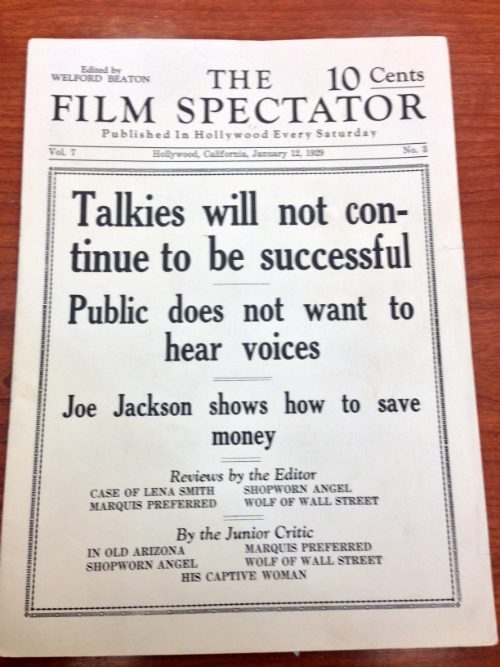 Edited by
WELFORD BEATON
THE
10 Cents
FILM SPECTATOR
Published In Hollywood Every Saturday
Vol. 7 Hollywood, California, January 12, 1929 No. 3
Talkies will not con-
tinue to be successful
Public does not want to
hear voices
Joe Jackson shows how to save
money
Reviews by the Editor
CASE OF LENA SMITH SHOPWORN ANGEL
MARQUIS PREFERRED WOLF OF WALL STREET
By the Junior Critic
IN OLD ARIZONA MARQUIS PREFERRED
SHOPWORN ANGEL WOLF OF WALL STREET
HIS CAPTIVE WOMAN